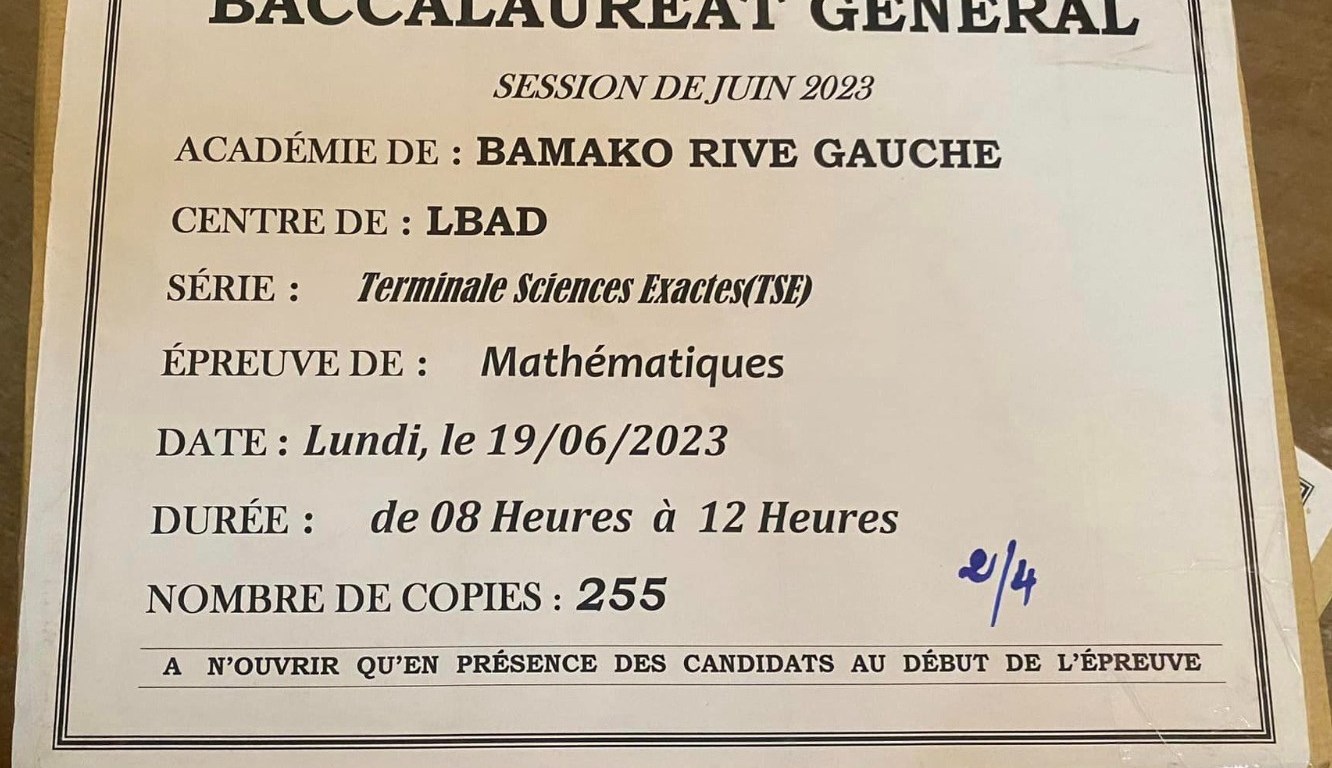 BACCALAURÉAT GÉNÉRAL
SESSION DE JUIN 2023
ACADÉMIE DE : BAMAKO RIVE GAUCHE
CENTRE DE : LBAD
SÉRIE : Terminale Sciences Exactes(TSE)
ÉPREUVE DE : Mathématiques
DATE : Lundi, le 19/06/2023
DURÉE : de 08 Heures à 12 Heures
NOMBRE DE COPIES : 255
2/4
A N'OUVRIR QU'EN PRÉSENCE DES CANDIDATS AU DÉBUT DE L'ÉPREUVE